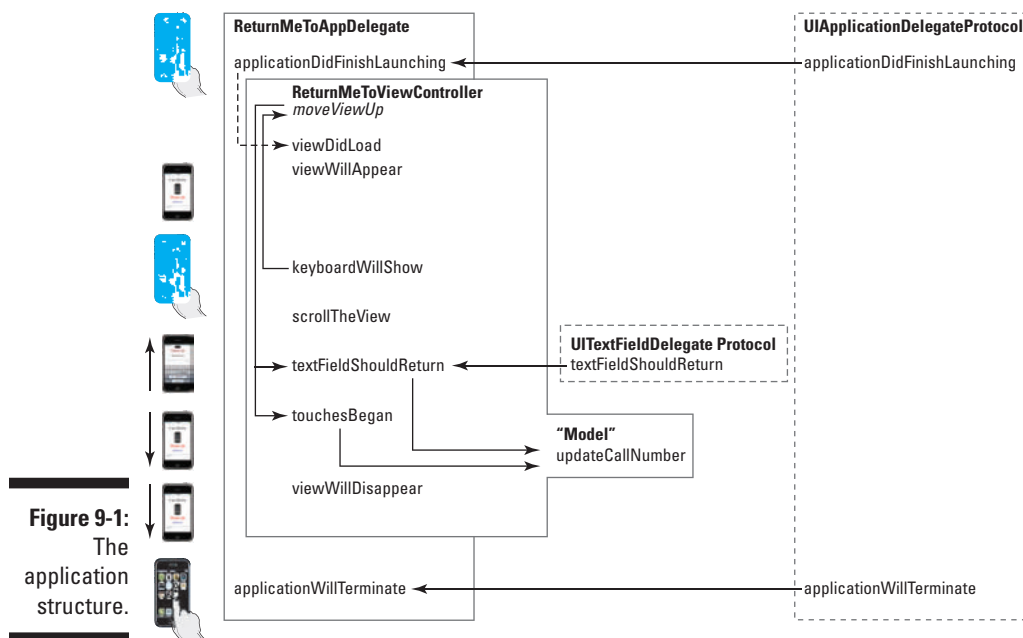 ReturnMeToAppDelegate
applicationDidFinishLaunching
ReturnMeToViewController
moveViewUp
viewDidLoad
viewWillAppear
keyboardWillShow
scrollTheView
textFieldShouldReturn
touchesBegan
viewWillDisappear
applicationWillTerminate
UITextFieldDelegate Protocol
textFieldShouldReturn
“Model”
updateCallNumber
UIApplicationDelegateProtocol
applicationDidFinishLaunching
applicationWillTerminate
Figure 9-1:
The
application
structure.